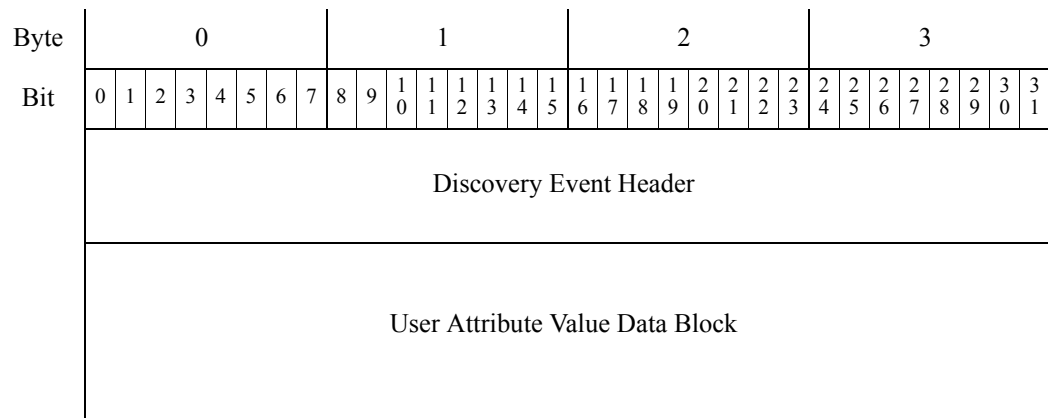 Byte 0 1 2 3
Bit 0 1 2 3 4 5 6 7 8 9 10 11 12 13 14 15 16 17 18 19 20 21 22 23 24 25 26 27 28 29 30 31
Discovery Event Header
User Attribute Value Data Block